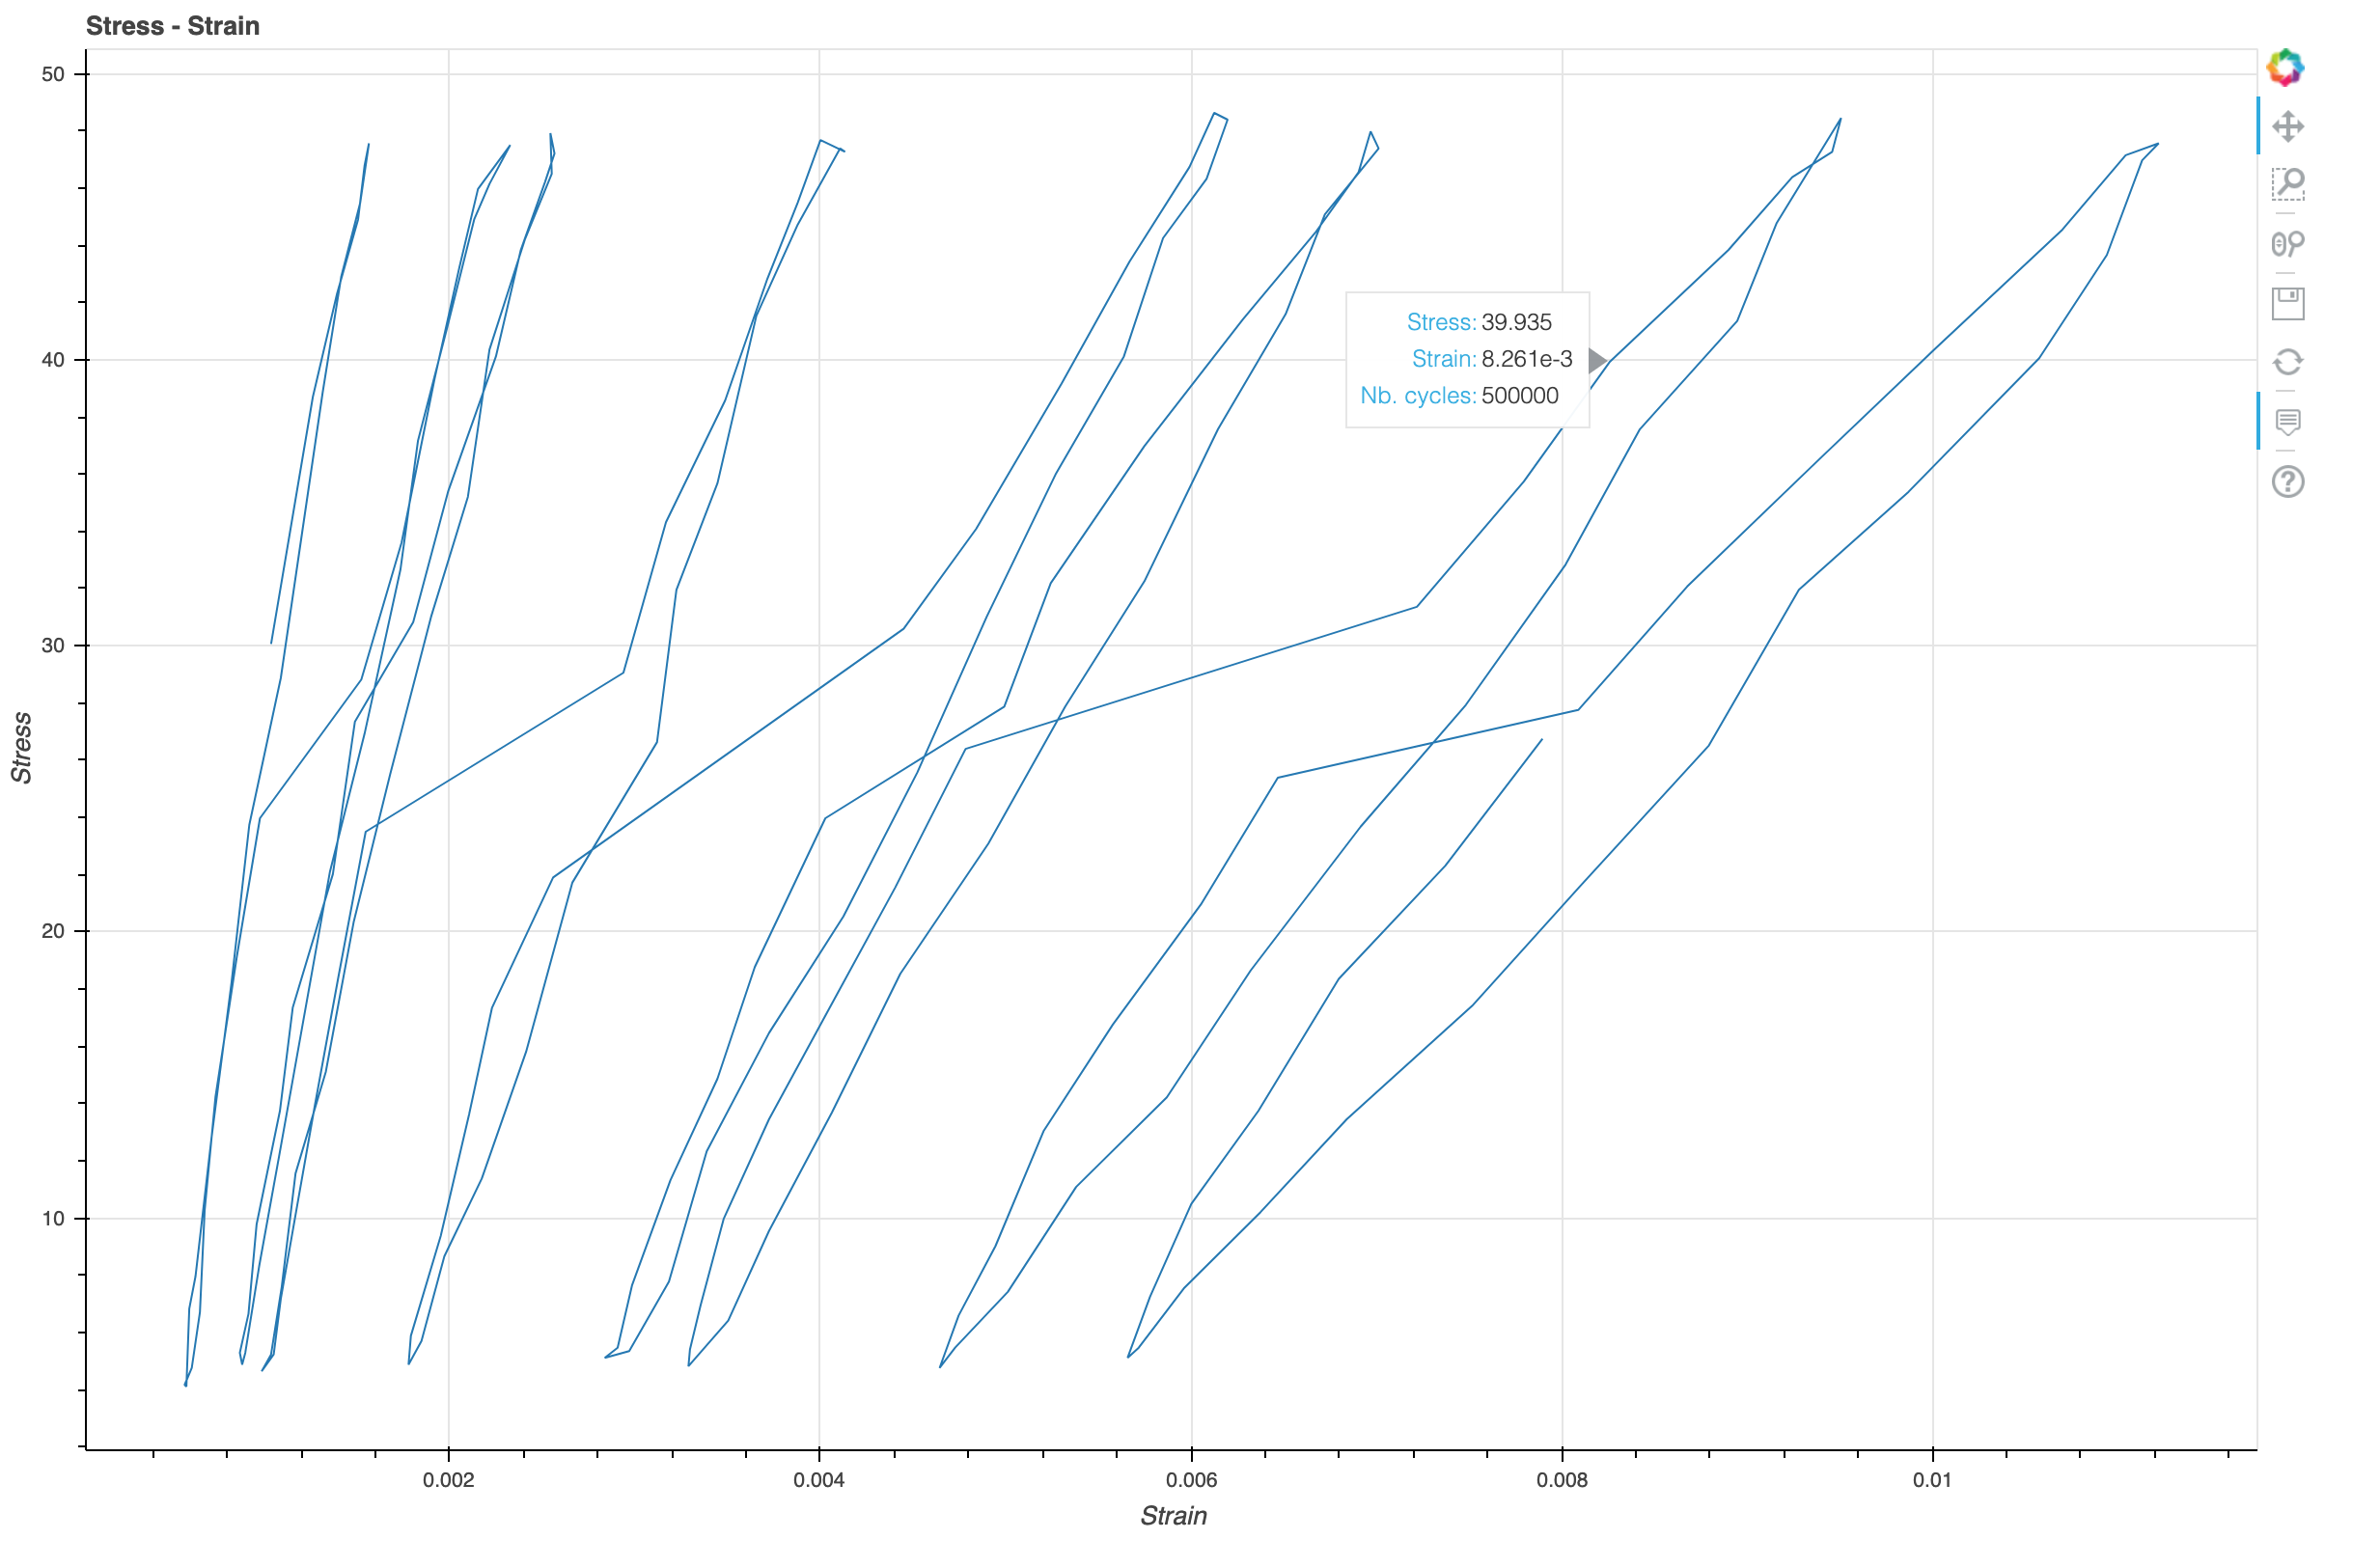 Stress - Strain
50
40
30
20
10
Stress
Stress: 39.935
Strain: 8.261e-3
Nb. cycles: 500000
?
0.002
0.004
0.006
0.008
0.01
Strain